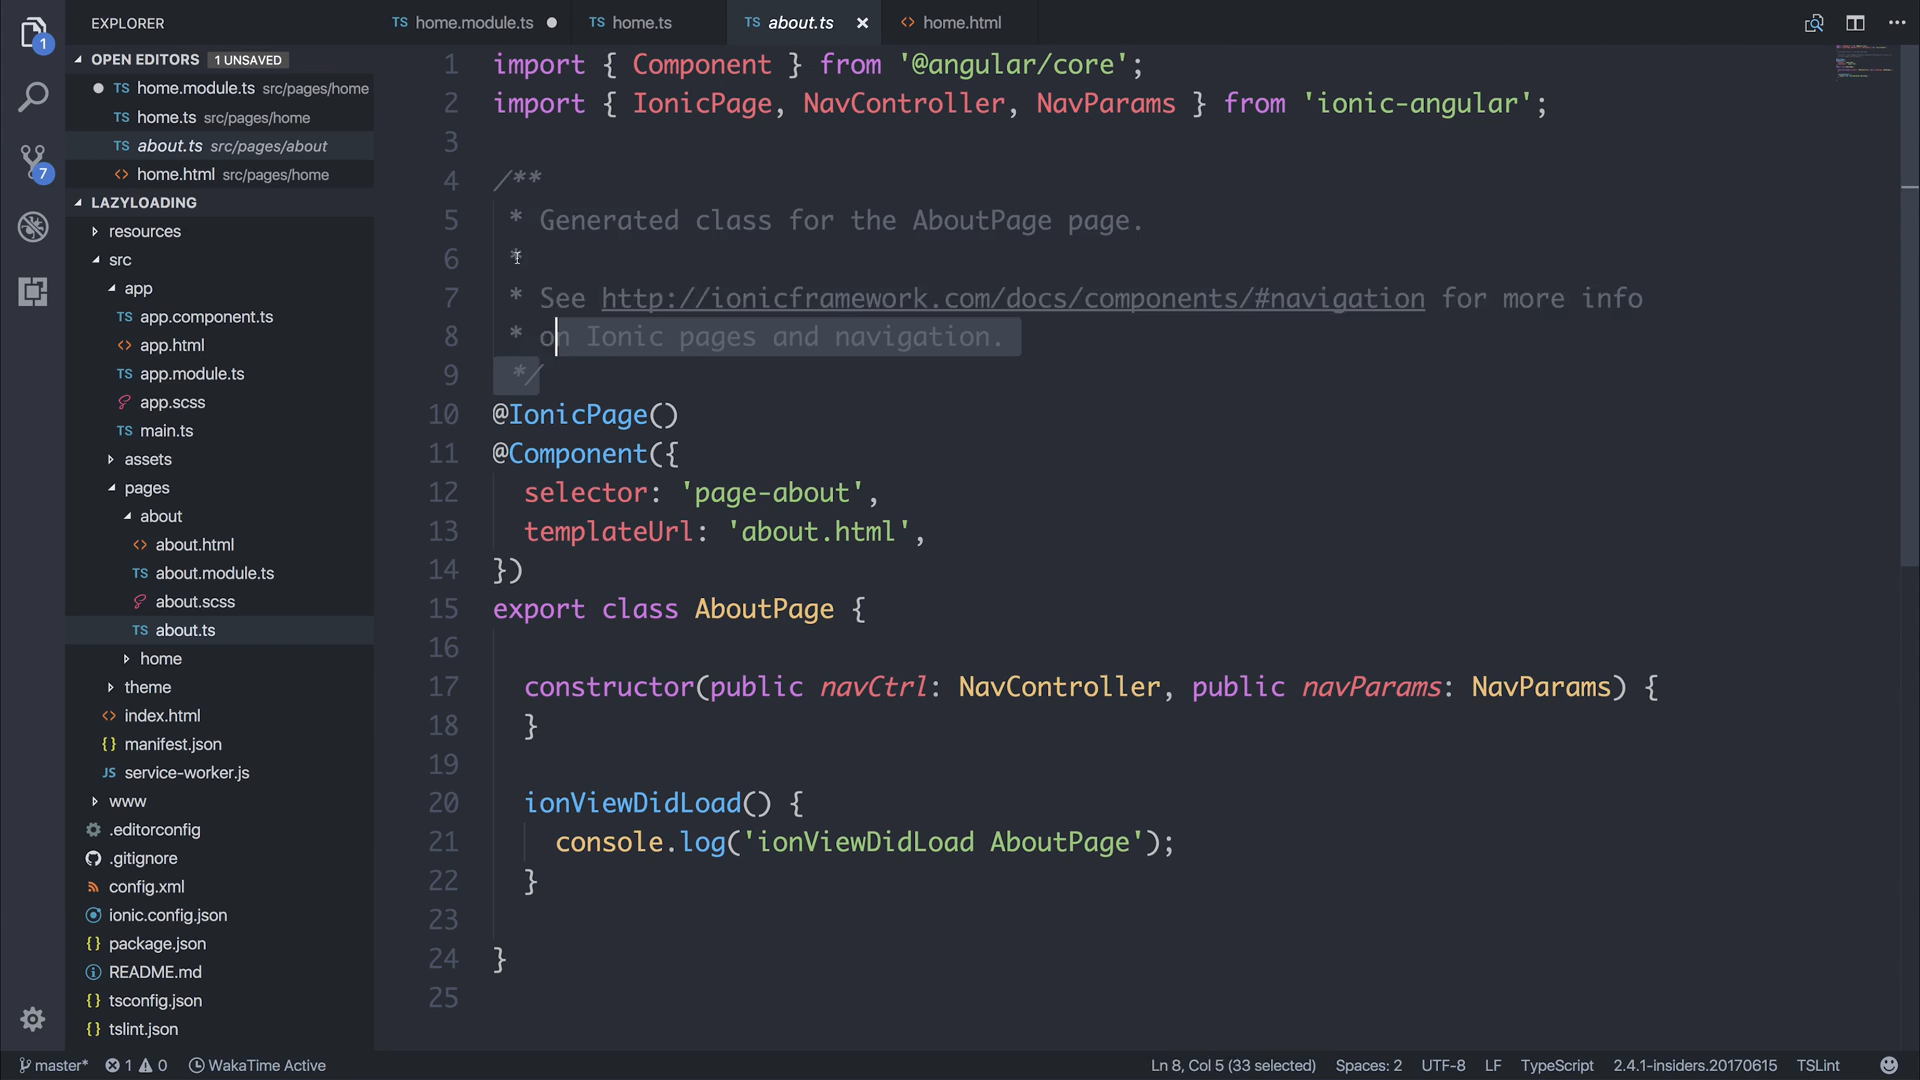 EXPLORER
OPEN EDITORS 1 UNSAVED
TS home.module.ts src/pages/home
TS home.ts src/pages/home
TS about.ts src/pages/about
<> home.html src/pages/home
LAZYLOADING
resources
src
app
TS app.component.ts
<> app.html
TS app.module.ts
app.scss
TS main.ts
assets
pages
about
<> about.html
TS about.module.ts
about.scss
TS about.ts
home
theme
<> index.html
{} manifest.json
JS service-worker.js
www
.editorconfig
.gitignore
config.xml
ionic.config.json
{} package.json
README.md
{} tsconfig.json
{} tslint.json
1
7
TS home.module.ts
TS home.ts
TS about.ts
<> home.html
1 import { Component } from '@angular/core';
2 import { IonicPage, NavController, NavParams } from 'ionic-angular';
3
4 /**
5 * Generated class for the AboutPage page.
6 *
7 * See http://ionicframework.com/docs/components/#navigation for more info
8 * on Ionic pages and navigation.
9 */
10 @IonicPage()
11 @Component({
12 selector: 'page-about',
13 templateUrl: 'about.html',
14 })
15 export class AboutPage {
16
17 constructor(public navCtrl: NavController, public navParams: NavParams) {
18 }
19
20 ionViewDidLoad() {
21 console.log('ionViewDidLoad AboutPage');
22 }
23
24 }
25
master* 1 0 WakaTime Active
Ln 8, Col 5 (33 selected) Spaces: 2 UTF-8 LF TypeScript 2.4.1-insiders.20170615 TSLint